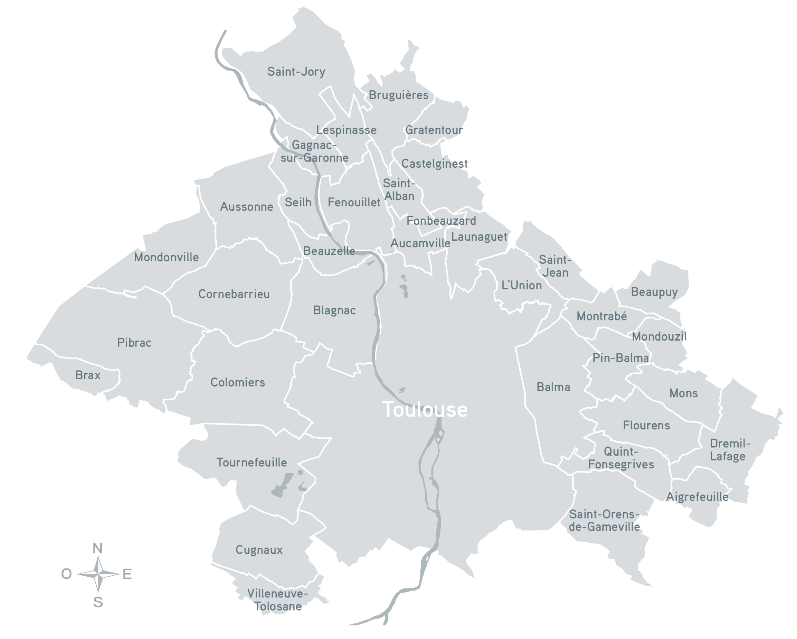 Saint-Jory
Bruguières
Lespinasse
Gratentour
Gagnac-
sur-Garonne
Castelginest
Saint-
Alban
Aussonne
Seilh
Fenouillet
Fonbeauzard
Launaguet
Aucamville
Beauzelle
Mondonville
Saint-
Jean
L'Union
Cornebarrieu
Beaupuy
Blagnac
Montrabé
Mondouzil
Pibrac
Pin-Balma
Brax
Colomiers
Balma
Mons
Toulouse
Flourens
Dremil-
Lafage
Quint-
Fonsegrives
Tournefeuille
Aigrefeuille
Saint-Orens-
de-Gameville
Cugnaux
N
O E
S
Villeneuve-
Tolosane